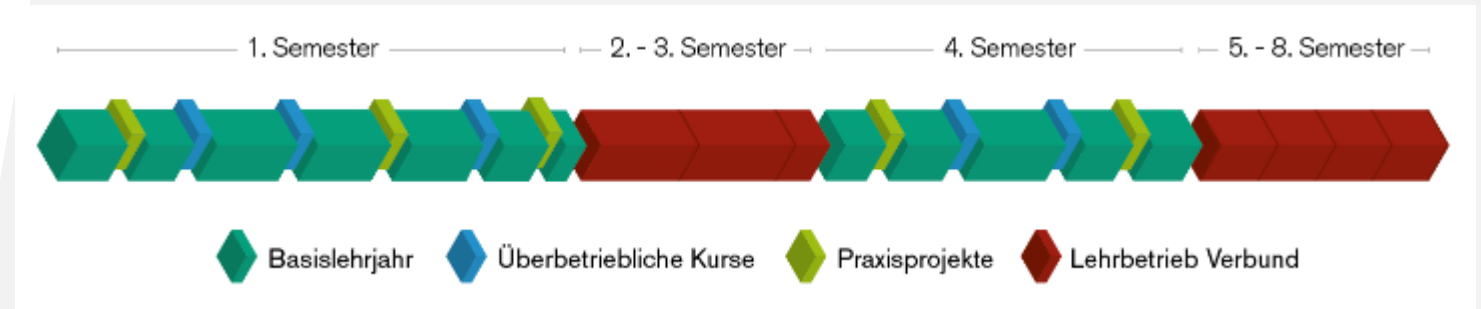 1. Semester
2. - 3. Semester
4. Semester
5. - 8. Semester
Basislehrjahr
Überbetriebliche Kurse
Praxisprojekte
Lehrbetrieb Verbund